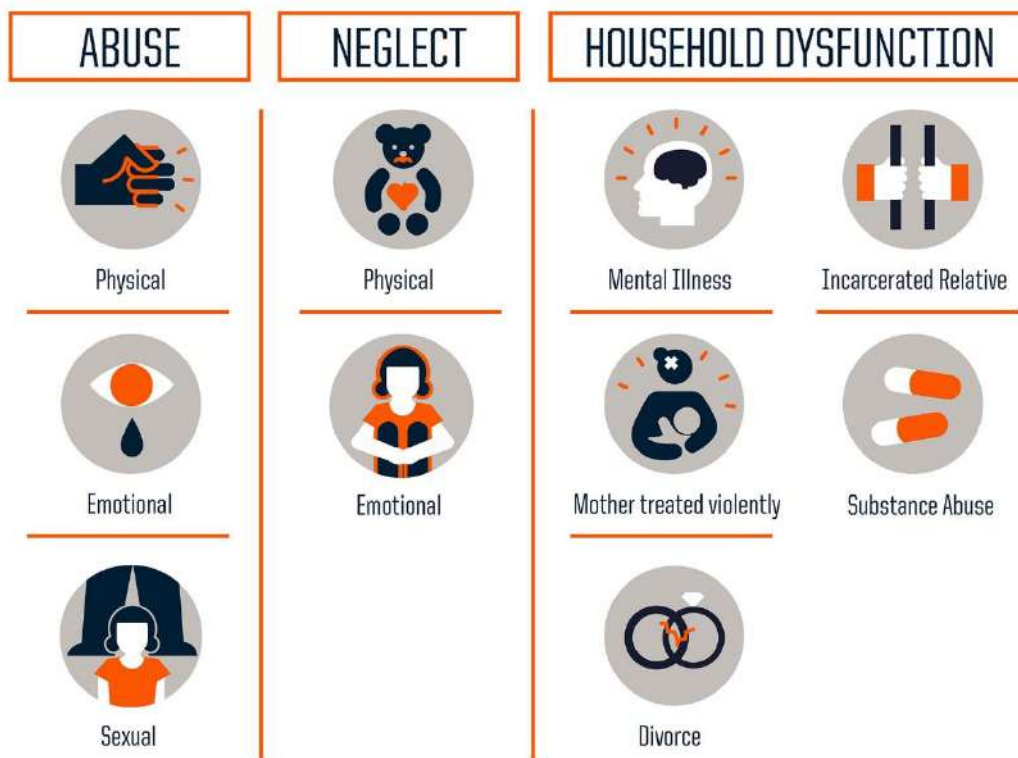 ABUSE
NEGLECT
HOUSEHOLD DYSFUNCTION
Physical
Physical
Mental Illness
Incarcerated Relative
Emotional
Emotional
Mother treated violently
Substance Abuse
Sexual
Divorce